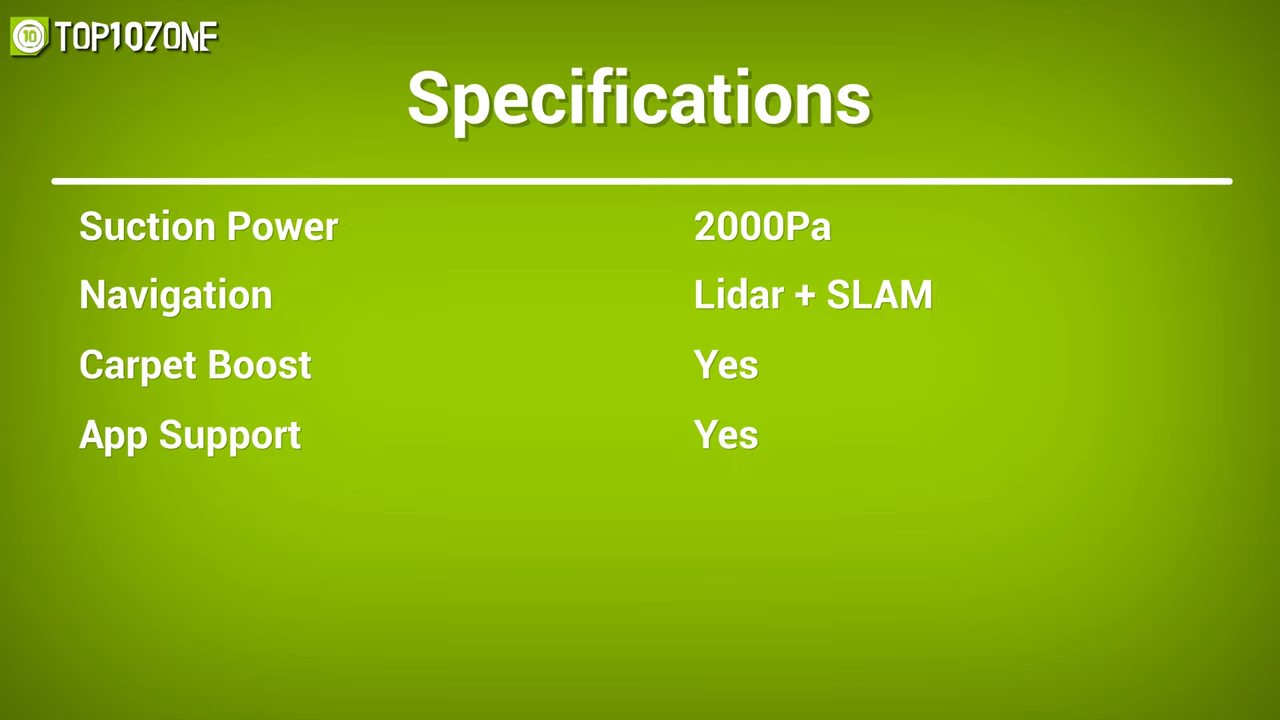 TOP10ZONE
Specifications
Suction Power 2000Pa
Navigation Lidar + SLAM
Carpet Boost Yes
App Support Yes